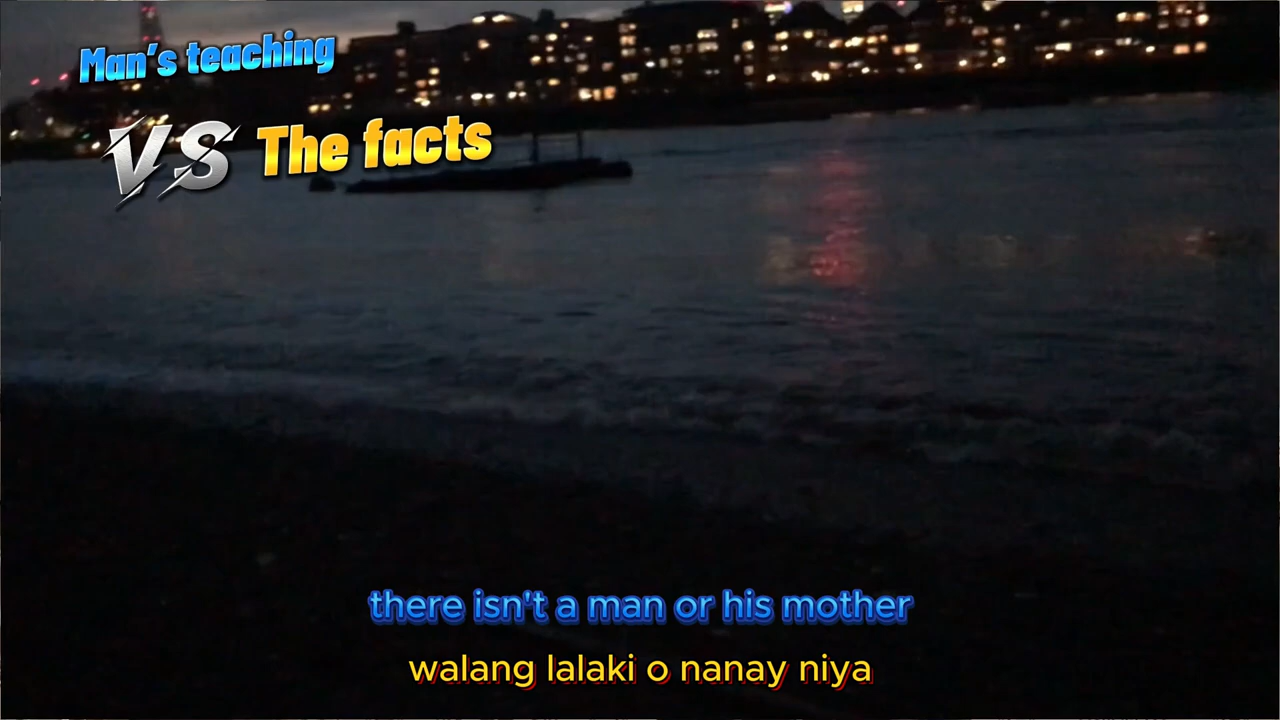 Man's teaching
VS The facts
there isn't a man or his mother
walang lalaki o nanay niya